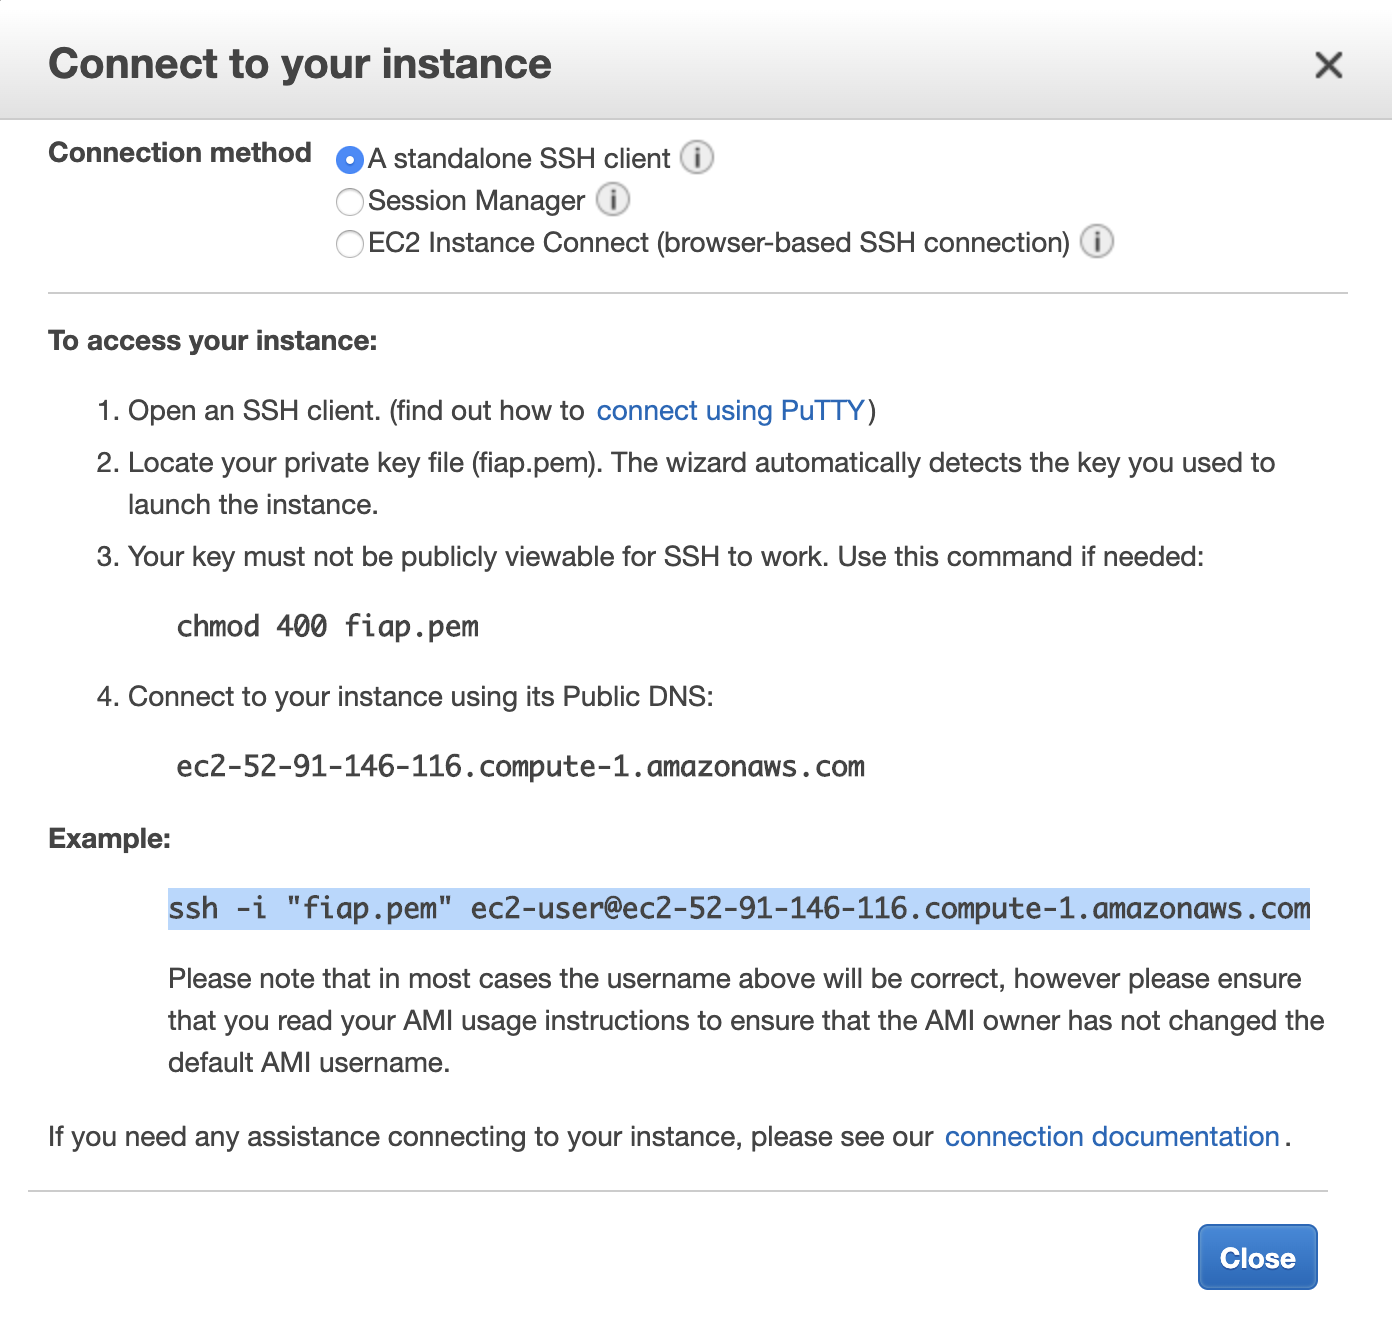 Connect to your instance
Connection method
A standalone SSH client
Session Manager
EC2 Instance Connect (browser-based SSH connection)
To access your instance:
1. Open an SSH client. (find out how to connect using PuTTY)
2. Locate your private key file (fiap.pem). The wizard automatically detects the key you used to
launch the instance.
3. Your key must not be publicly viewable for SSH to work. Use this command if needed:
chmod 400 fiap.pem
4. Connect to your instance using its Public DNS:
ec2-52-91-146-116.compute-1.amazonaws.com
Example:
ssh -i "fiap.pem" ec2-user@ec2-52-91-146-116.compute-1.amazonaws.com
Please note that in most cases the username above will be correct, however please ensure
that you read your AMI usage instructions to ensure that the AMI owner has not changed the
default AMI username.
If you need any assistance connecting to your instance, please see our connection documentation.
Close